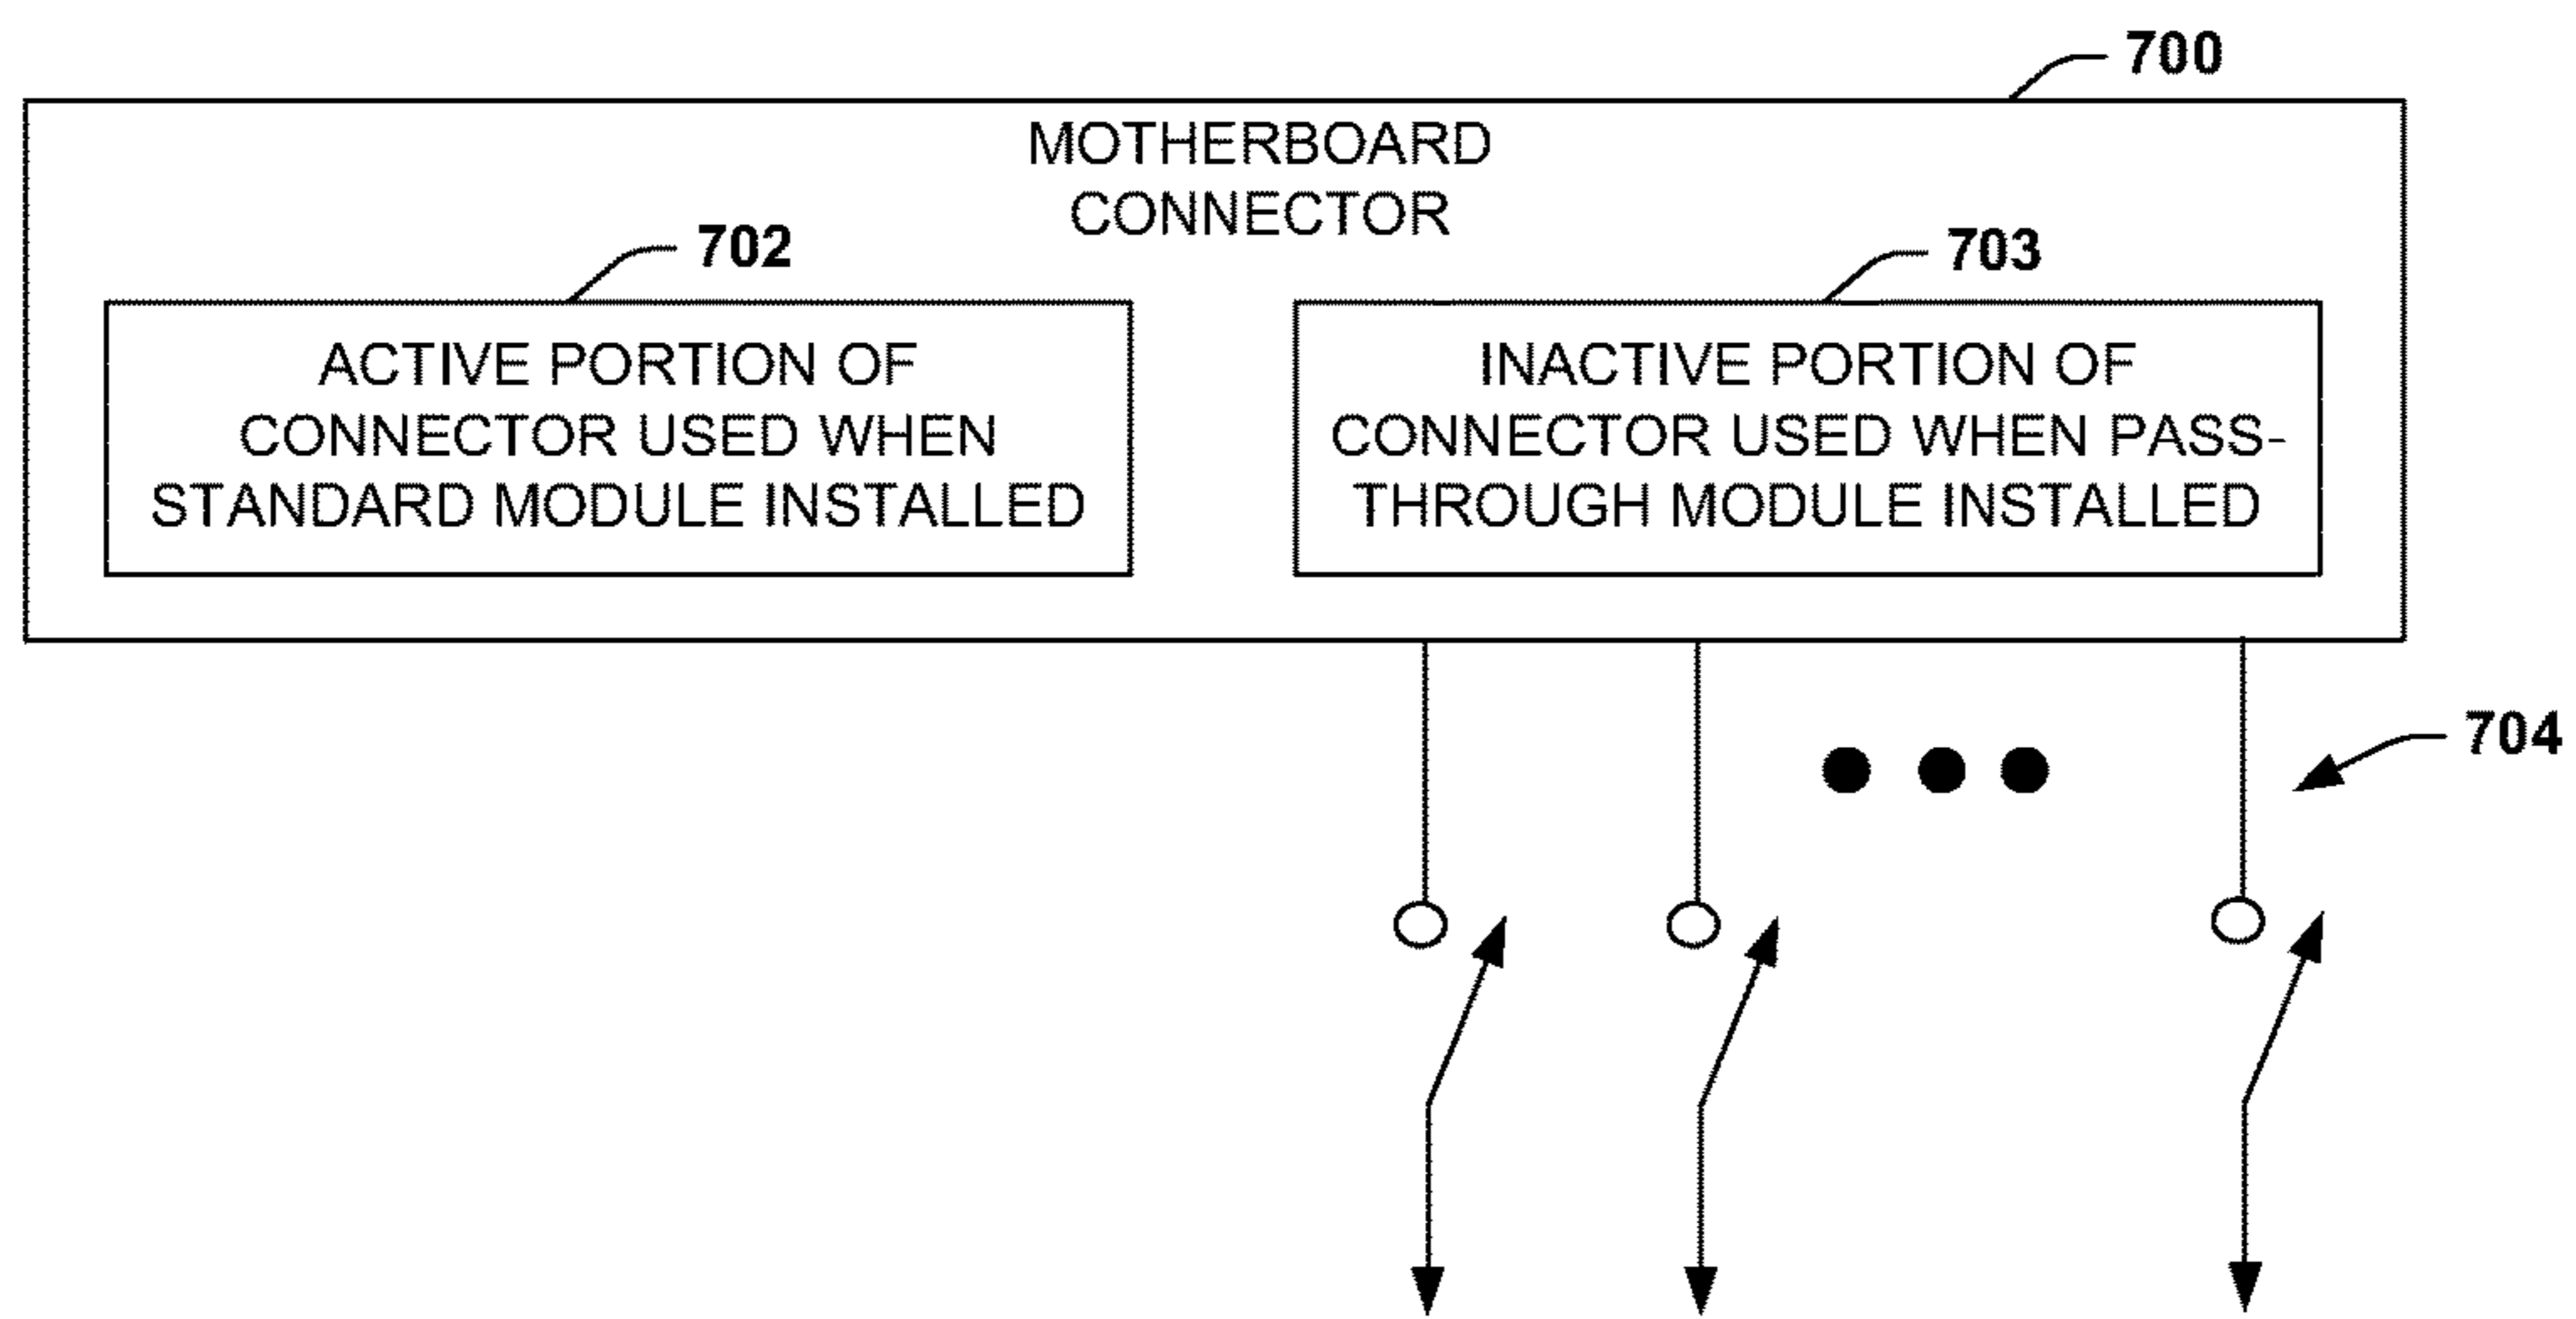 700
MOTHERBOARD
CONNECTOR
702
703
ACTIVE PORTION OF
CONNECTOR USED WHEN
STANDARD MODULE INSTALLED
INACTIVE PORTION OF
CONNECTOR USED WHEN PASS-
THROUGH MODULE INSTALLED
704